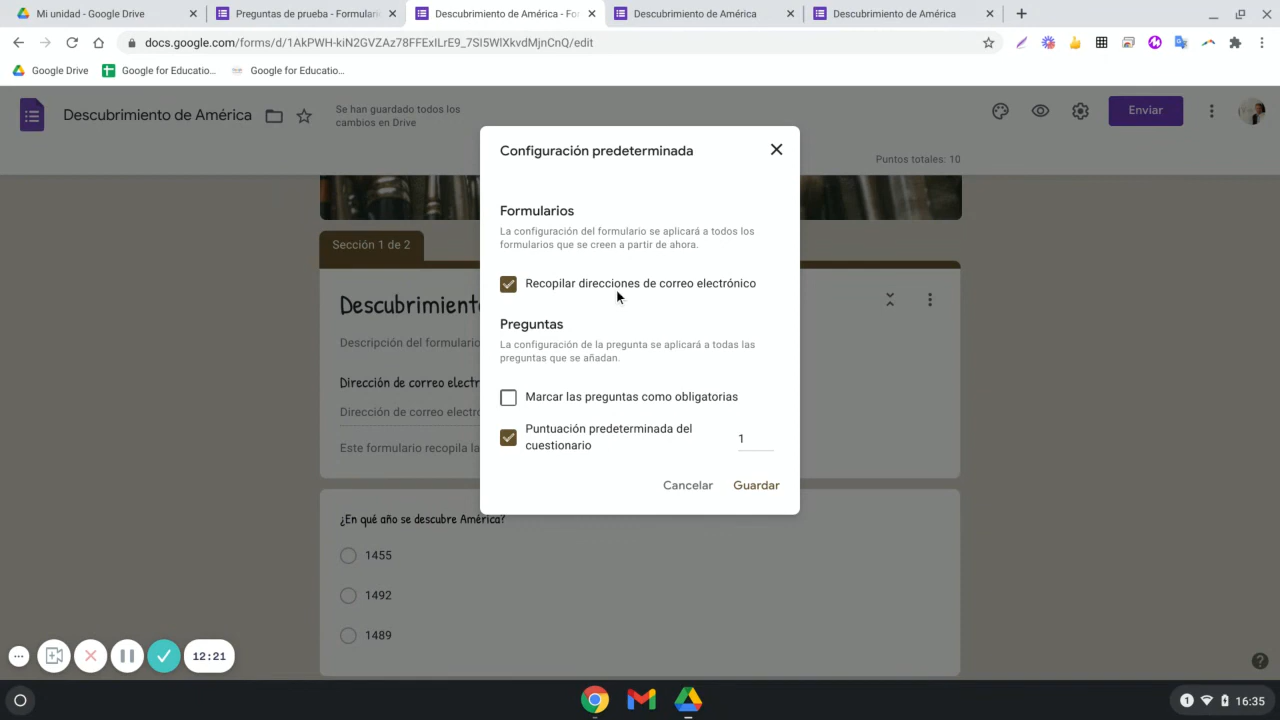 Mi unidad - Google Drive
Preguntas de prueba - Formular
Descubrimiento de América - For
Descubrimiento de América
Descubrimiento de América
docs.google.com/forms/d/1AkPWH-kiN2GVZAz78FFExILrE9_7SI5WlXkvdMjnCnQ/edit
Google Drive
Google for Educatio...
Google for Educatio...
Descubrimiento de América
Se han guardado todos los
cambios en Drive
Enviar
Puntos totales: 10
Configuración predeterminada
Formularios
La configuración del formulario se aplicará a todos los
formularios que se creen a partir de ahora.
Recopilar direcciones de correo electrónico
Preguntas
La configuración de la pregunta se aplicará a todas las
preguntas que se añadan.
Marcar las preguntas como obligatorias
Puntuación predeterminada del
cuestionario
1
Cancelar
Guardar
Sección 1 de 2
Descubrimient
Descripción del formulario
Dirección de correo electr
Dirección de correo electró
Este formulario recopila la
¿En qué año se descubre América?
1455
1492
1489
12:21
1
16:35